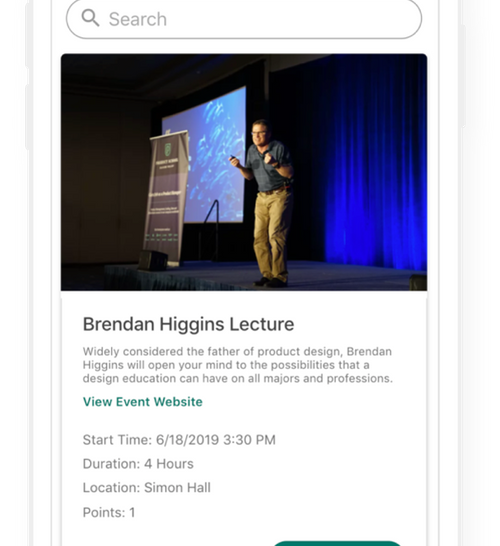 Search
Brendan Higgins Lecture
Widely considered the father of product design, Brendan
Higgins will open your mind to the possibilities that a
design education can have on all majors and professions.
View Event Website
Start Time: 6/18/2019 3:30 PM
Duration: 4 Hours
Location: Simon Hall
Points: 1